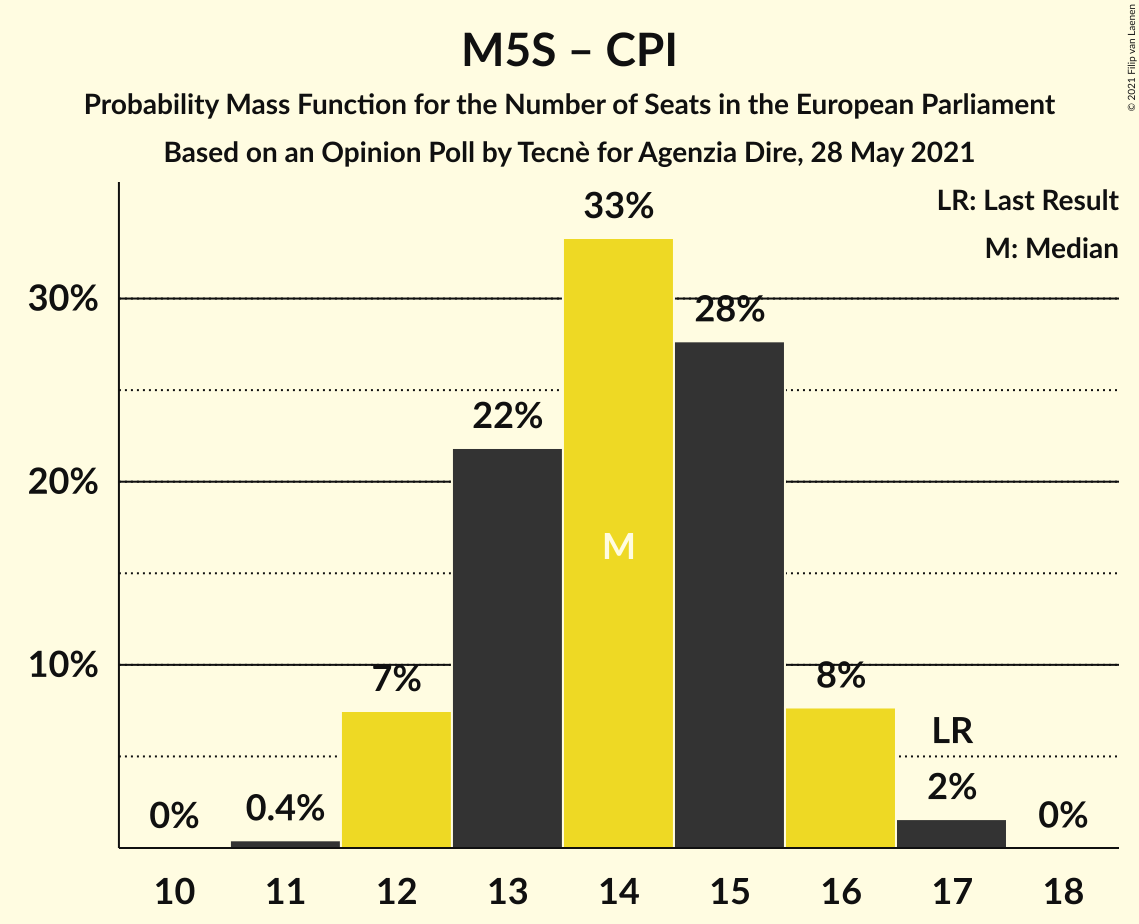 M5S – CPI
Probability Mass Function for the Number of Seats in the European Parliament
Based on an Opinion Poll by Tecnè for Agenzia Dire, 28 May 2021
© 2021 Filip van Laenen
LR: Last Result
M: Median
33%
30%
28%
22%
20%
M
10%
7%
8%
LR
2%
0%
0.4%
0%
10 11 12 13 14 15 16 17 18